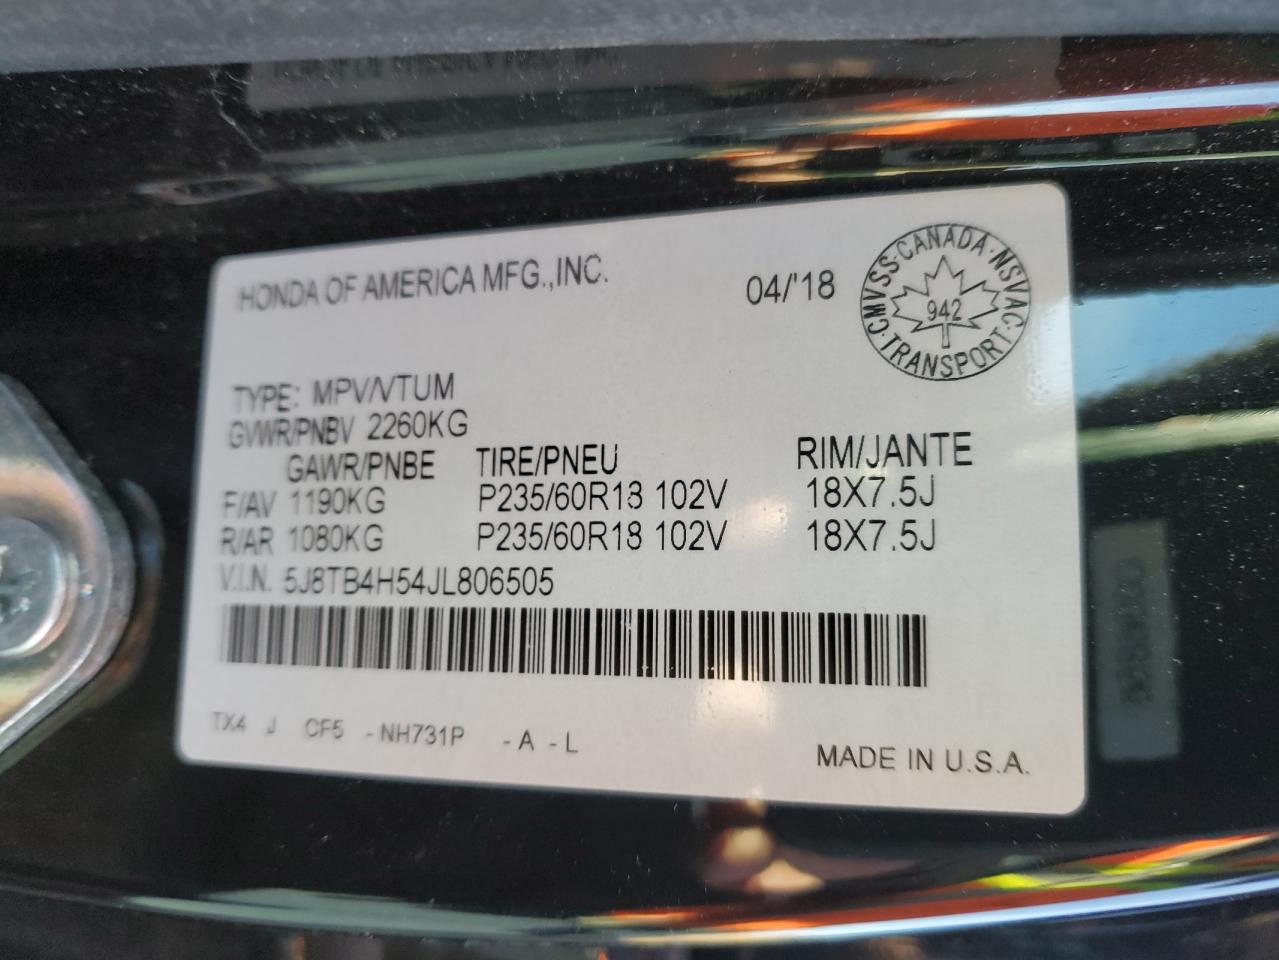 HONDA OF AMERICA MFG.,INC.
04/'18
CMVSS·CANADA·NSVAC
942
·TRANSPORT·
TYPE: MPV/VTUM
GVWR/PNBV 2260KG
GAWR/PNBE TIRE/PNEU RIM/JANTE
F/AV 1190KG P235/60R18 102V 18X7.5J
R/AR 1080KG P235/60R18 102V 18X7.5J
V.I.N. 5J8TB4H54JL806505
TX4 J CF5 -NH731P -A -L
MADE IN U.S.A.